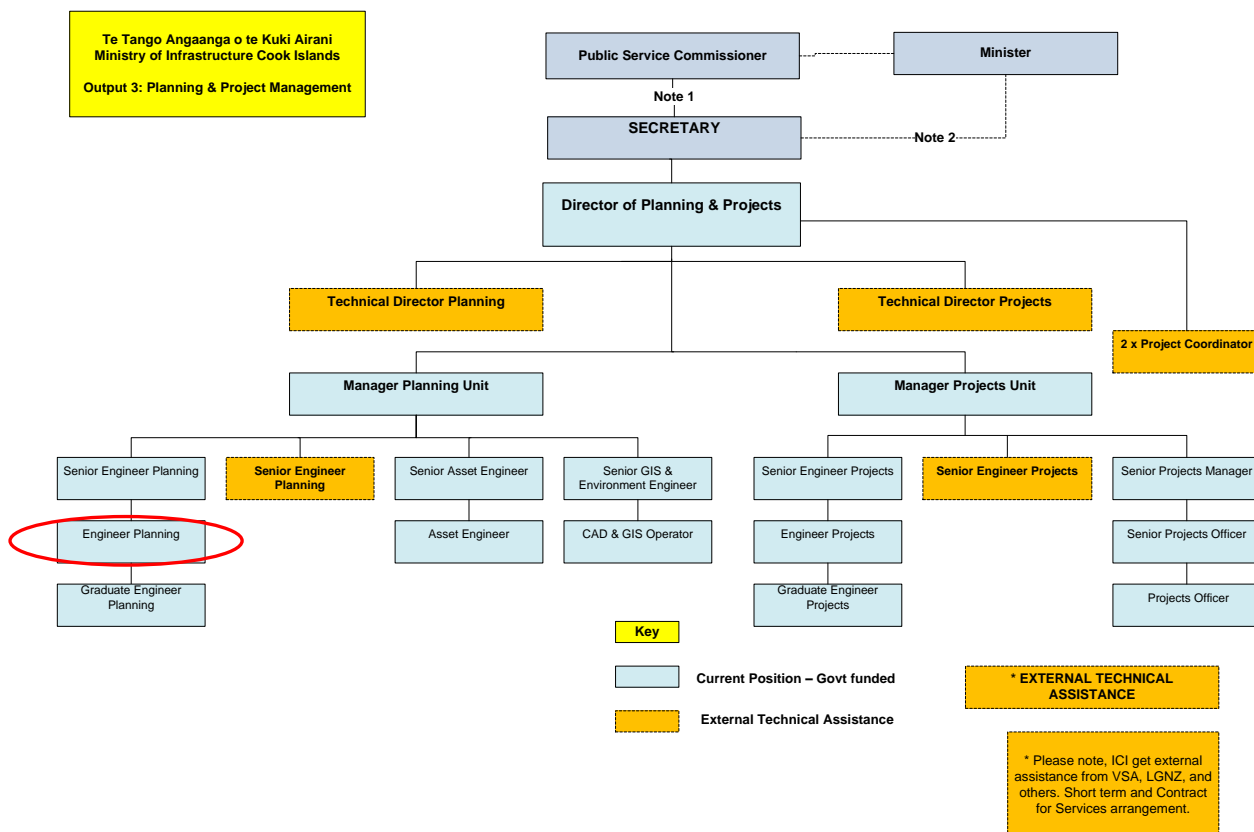 Te Tango Angaanga o te Kuki Airani
Ministry of Infrastructure Cook Islands
Output 3: Planning & Project Management
Public Service Commissioner
Minister
Note 1
SECRETARY
Note 2
Director of Planning & Projects
Technical Director Planning
Technical Director Projects
2 x Project Coordinator
Manager Planning Unit
Manager Projects Unit
Senior Engineer Planning
Senior Engineer
Planning
Senior Asset Engineer
Senior GIS &
Environment Engineer
Senior Engineer Projects
Senior Engineer Projects
Senior Projects Manager
Engineer Planning
Asset Engineer
CAD & GIS Operator
Engineer Projects
Senior Projects Officer
Graduate Engineer
Planning
Graduate Engineer
Projects
Projects Officer
Key
Current Position – Govt funded
External Technical Assistance
* EXTERNAL TECHNICAL
ASSISTANCE
* Please note, ICI get external
assistance from VSA, LGNZ, and
others. Short term and Contract
for Services arrangement.